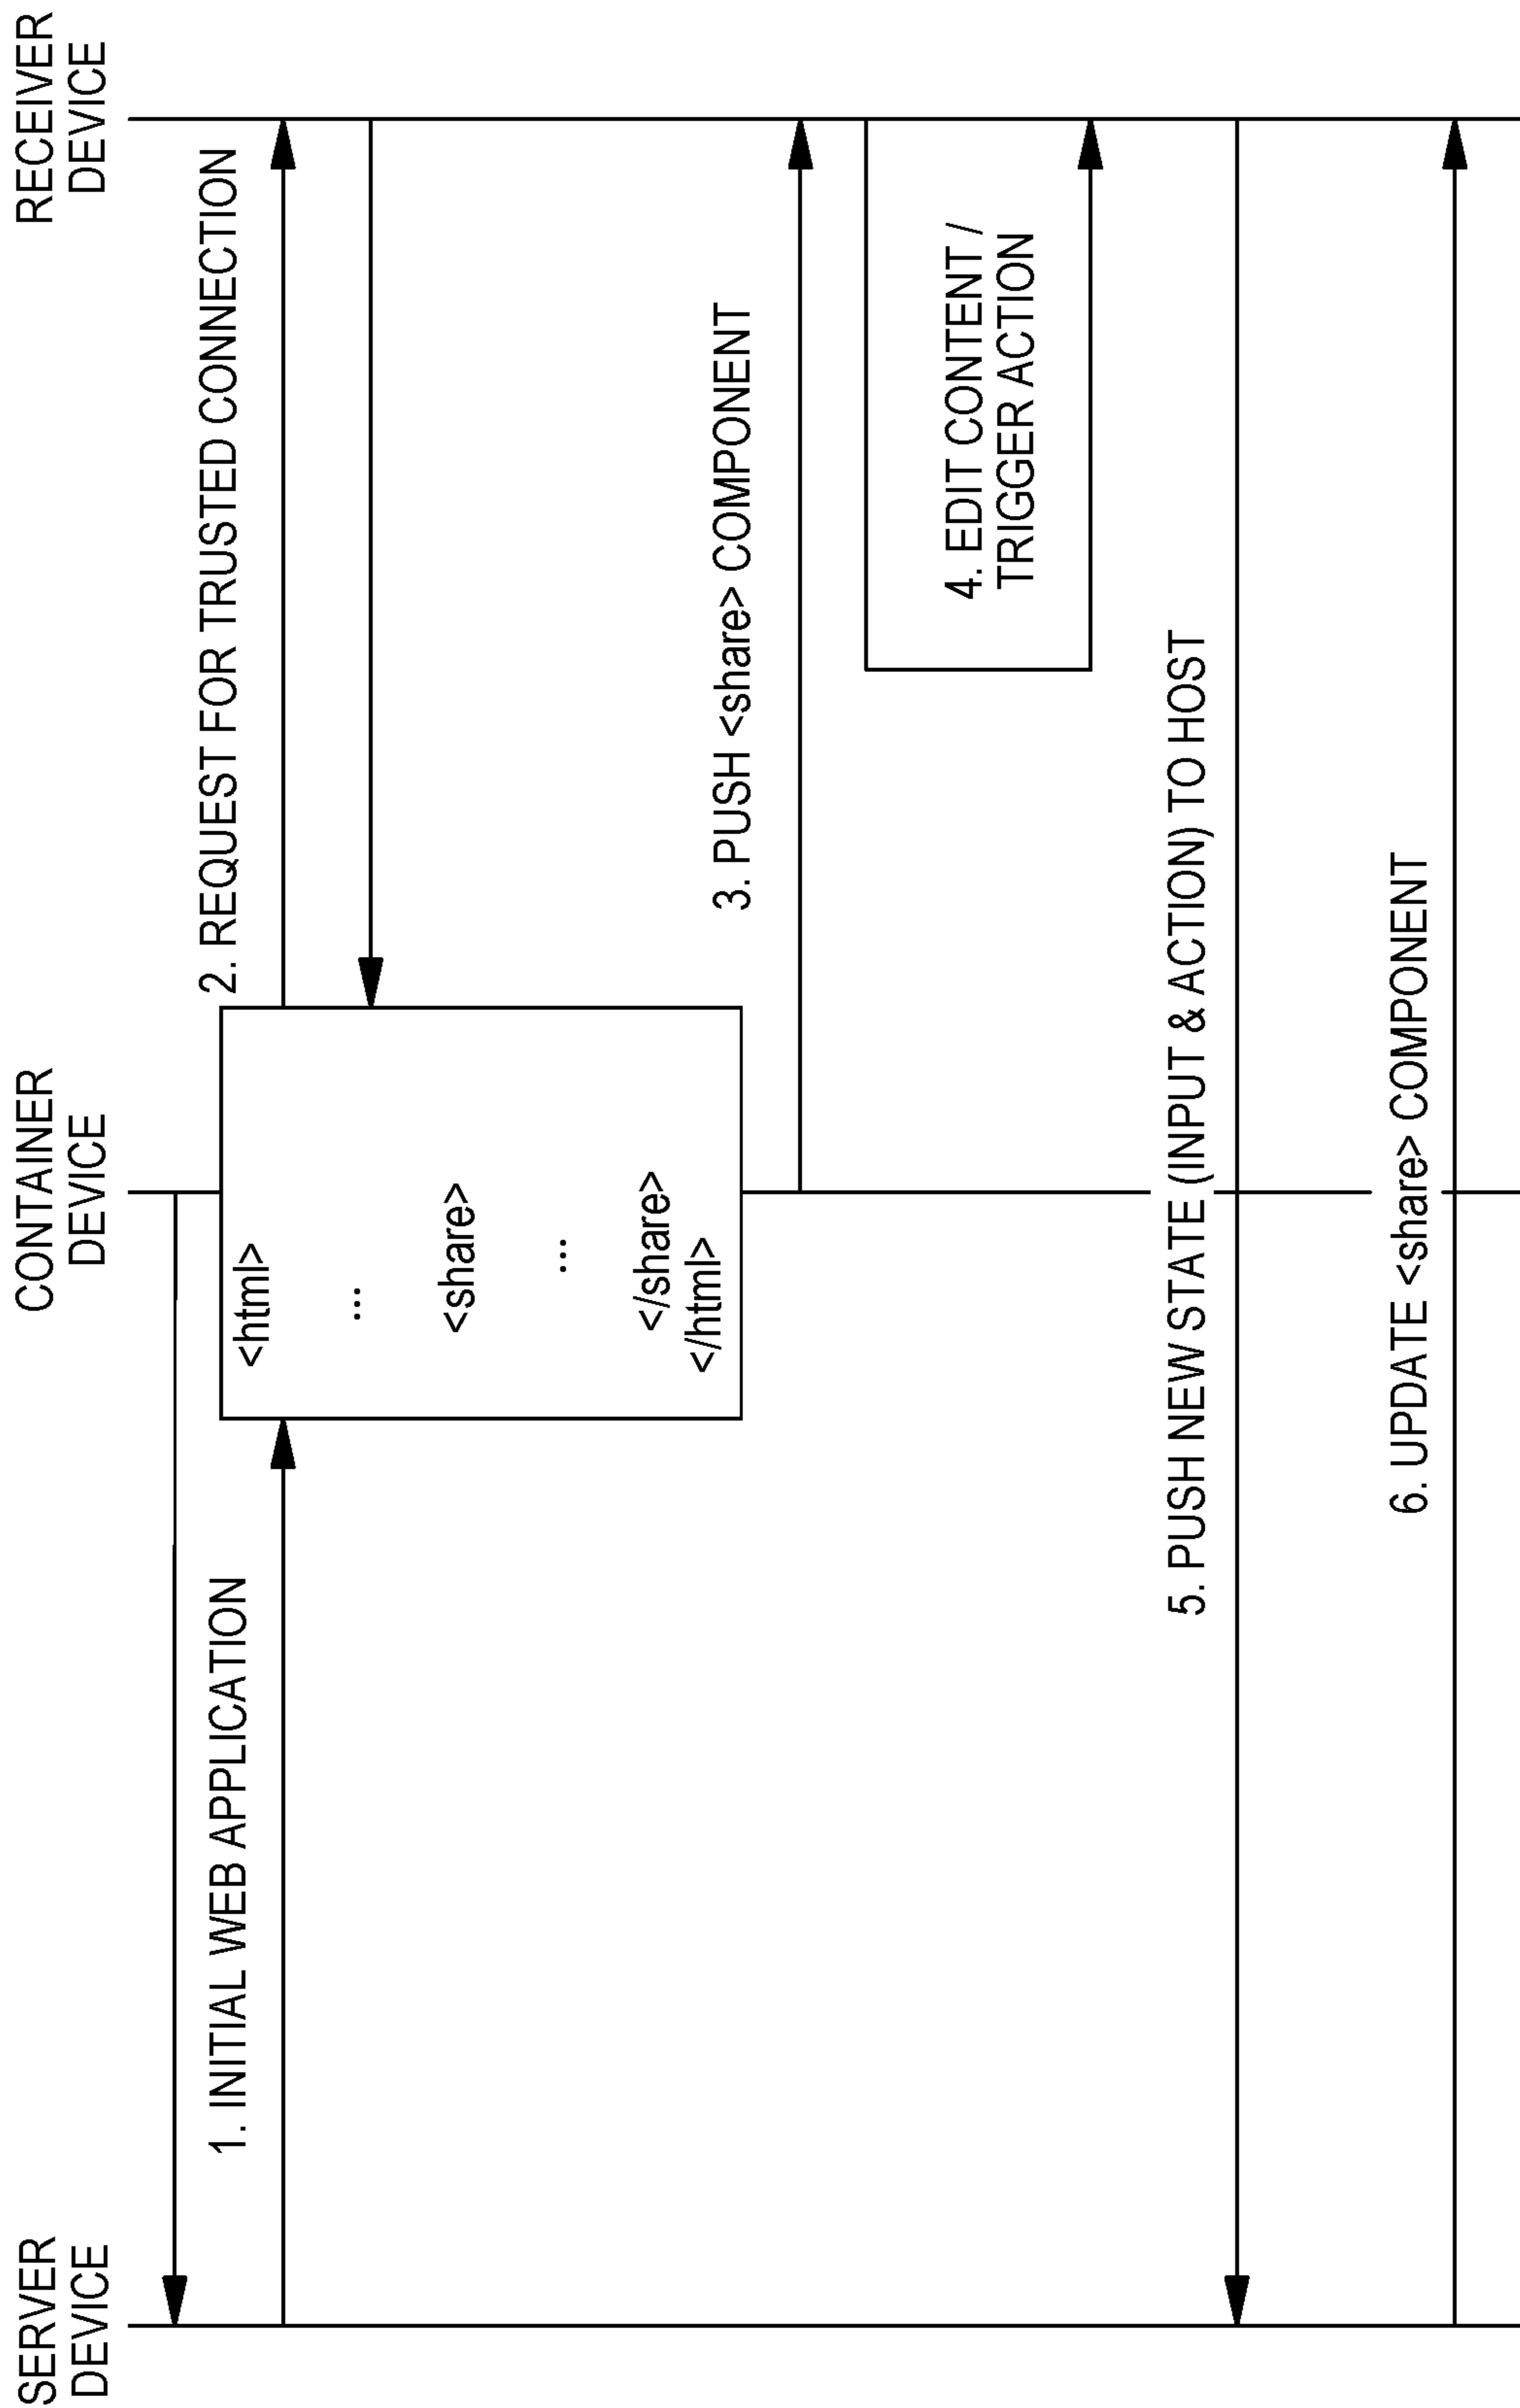 SERVER
DEVICE
CONTAINER
DEVICE
RECEIVER
DEVICE
1. INITIAL WEB APPLICATION
2. REQUEST FOR TRUSTED CONNECTION
<html>
...
<share>
...
</share>
</html>
3. PUSH <share> COMPONENT
4. EDIT CONTENT /
TRIGGER ACTION
5. PUSH NEW STATE (INPUT & ACTION) TO HOST
6. UPDATE <share> COMPONENT